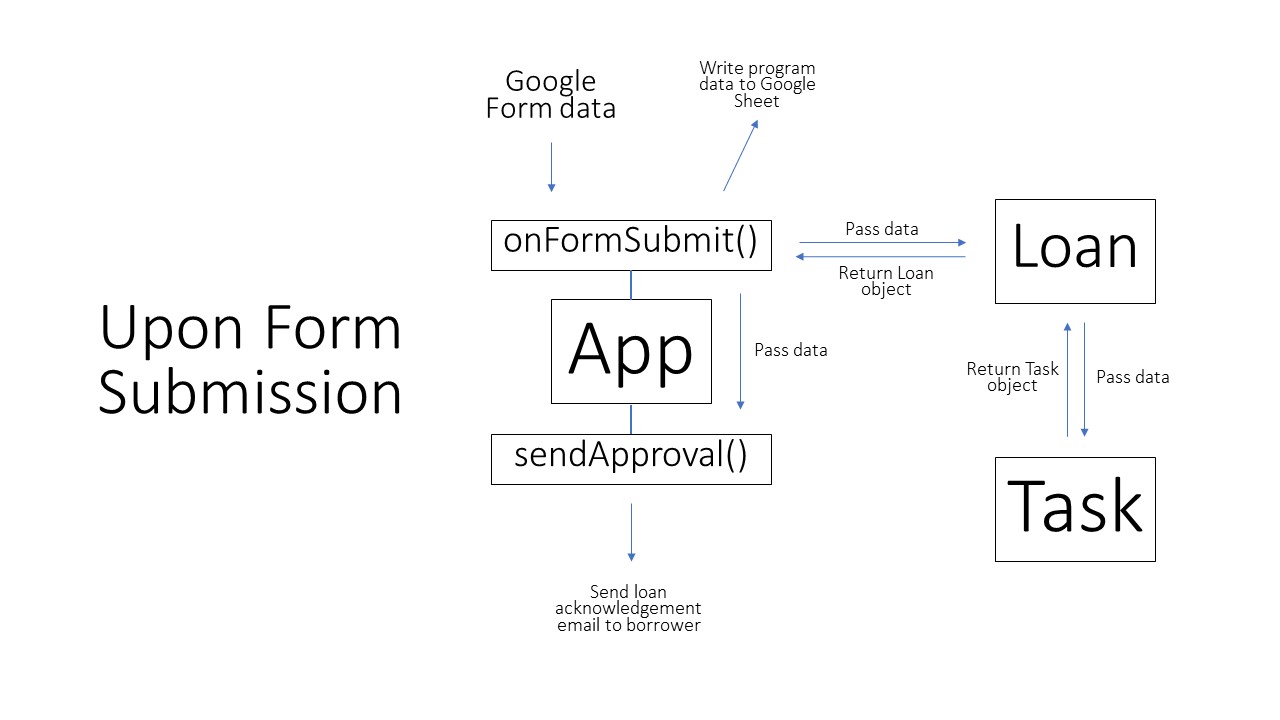 Google
Form data
Write program
data to Google
Sheet
onFormSubmit()
Pass data
Return Loan
object
Loan
Upon Form
Submission
App
Pass data
Return Task
object
Pass data
sendApproval()
Task
Send loan
acknowledgement
email to borrower